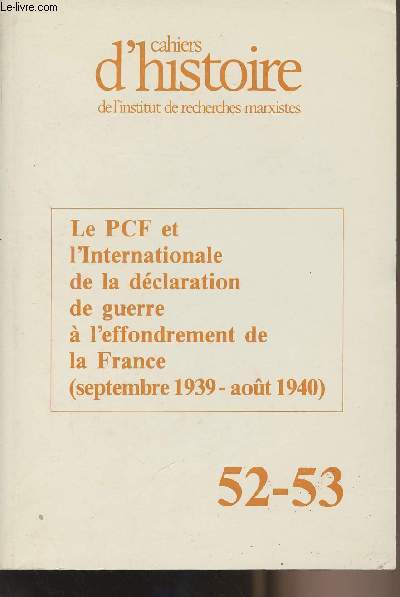 Le-livre.com
cahiers
d'histoire
de l'institut de recherches marxistes
Le PCF et
l'Internationale
de la déclaration
de guerre
à l'effondrement de
la France
(septembre 1939 - août 1940)
52-53